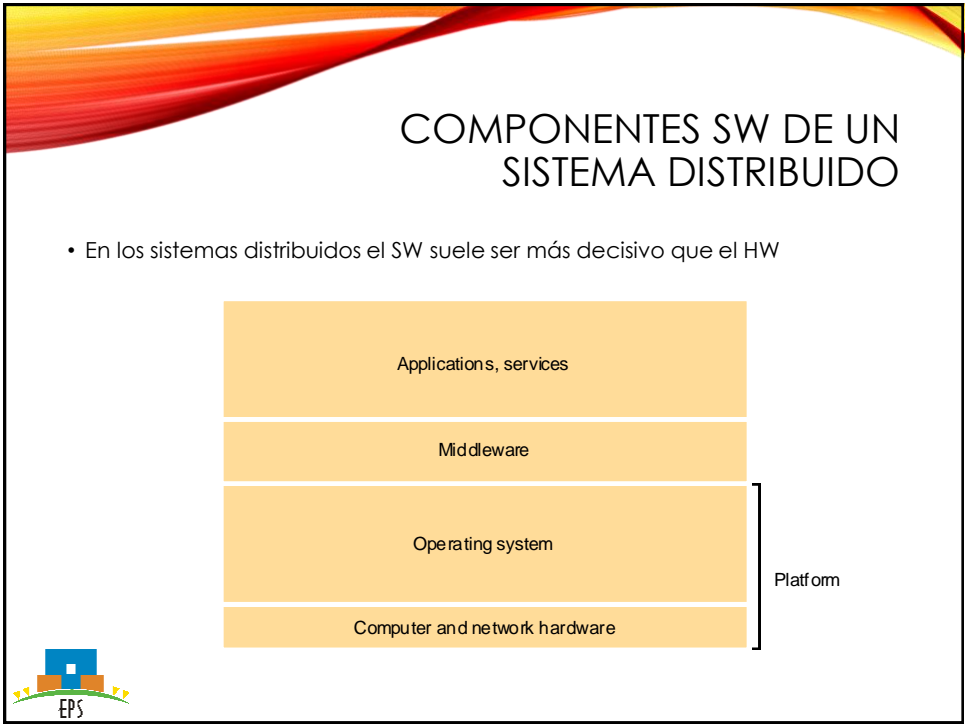 COMPONENTES SW DE UN
SISTEMA DISTRIBUIDO
• En los sistemas distribuidos el SW suele ser más decisivo que el HW
Applications, services
Middleware
Operating system
Platform
Computer and network hardware
EPS